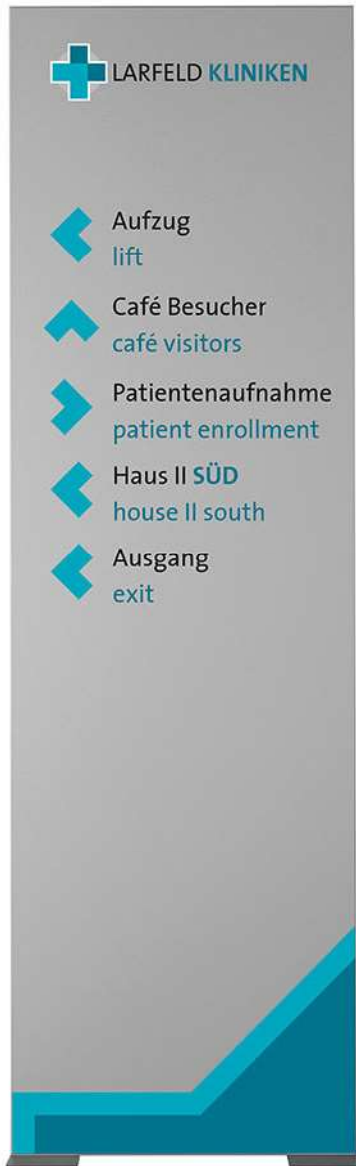 LARFELD KLINIKEN
Aufzug
lift
Café Besucher
café visitors
Patientenaufnahme
patient enrollment
Haus II SÜD
house II south
Ausgang
exit